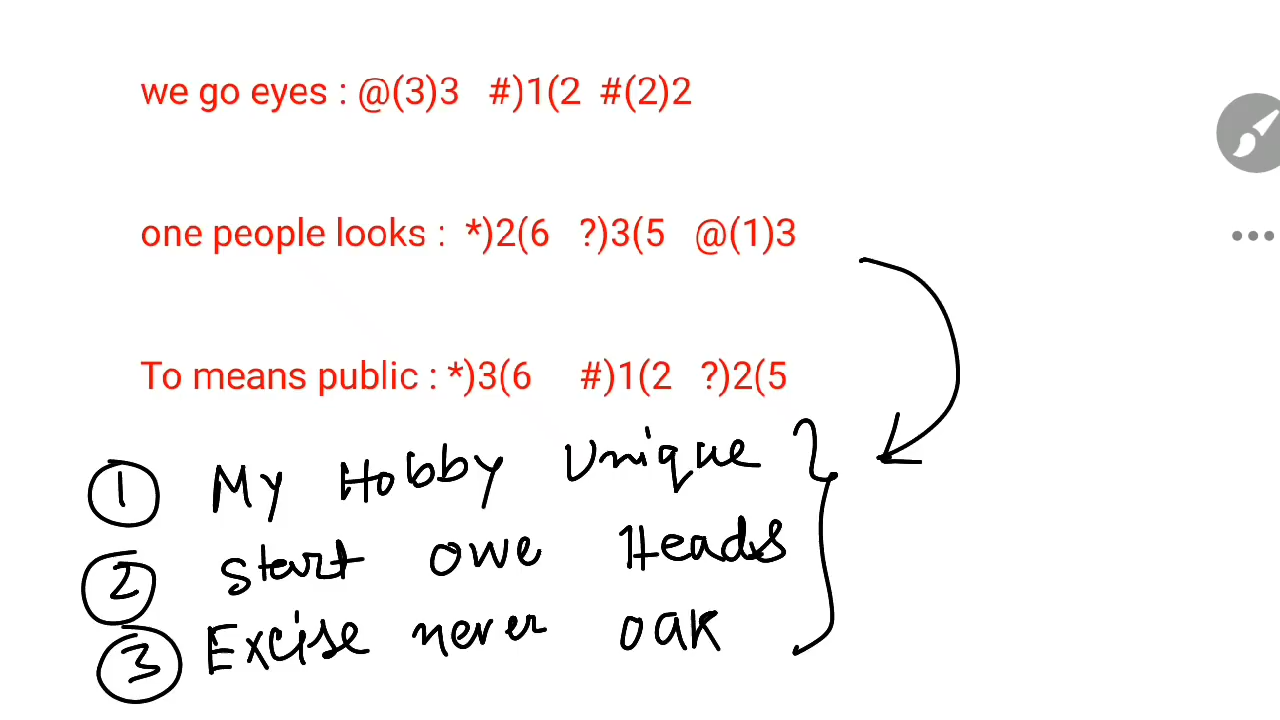 we go eyes : @(3)3 #)1(2 #(2)2
one people looks : *)2(6 ?)3(5 @(1)3
To means public : *)3(6 #)1(2 ?)2(5
1 My Hobby Unique
2 start owe Heads
3 Excise never oak